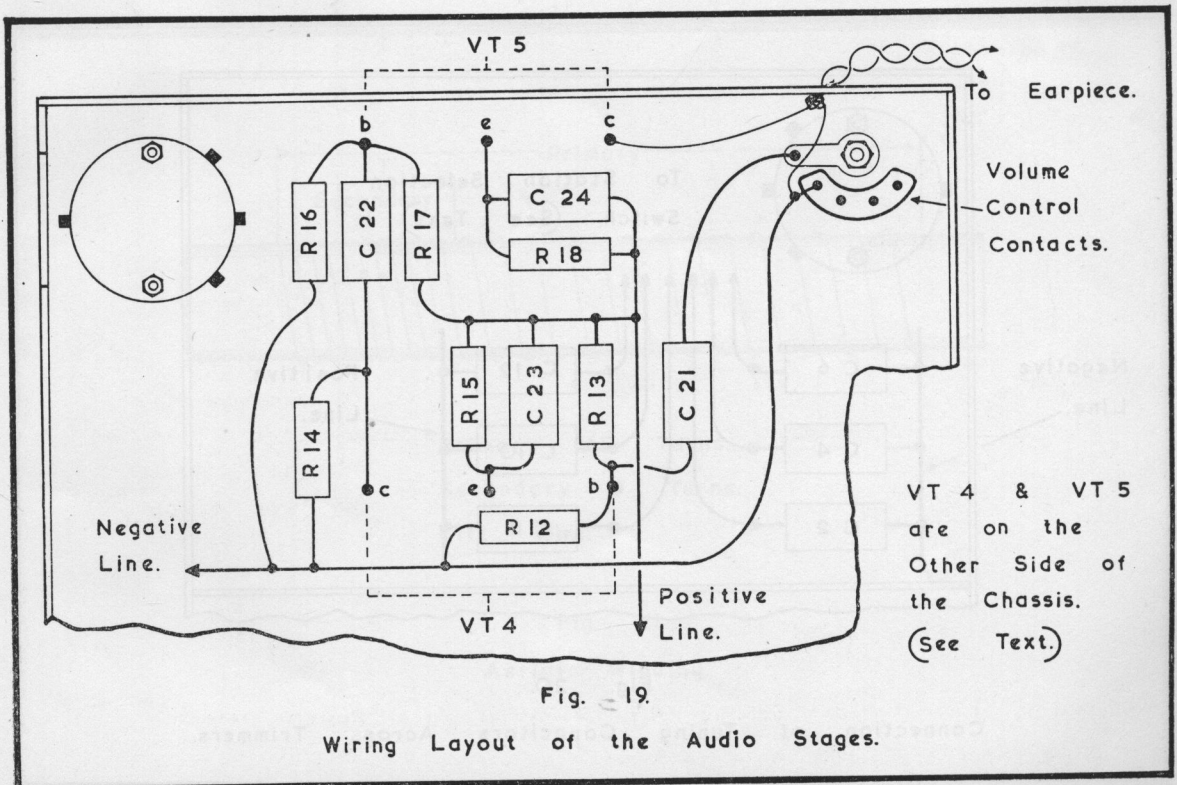 VT 5
To Earpiece.
b
e
c
R 16
C 22
R 17
C 24
R 18
Volume
Control
Contacts.
R 15
C 23
R 13
C 21
R 14
c
e
b
R 12
Negative
Line.
VT 4
Positive
Line.
VT 4 & VT 5
are on the
Other Side of
the Chassis.
(See Text.)
Fig. 19.
Wiring Layout of the Audio Stages.